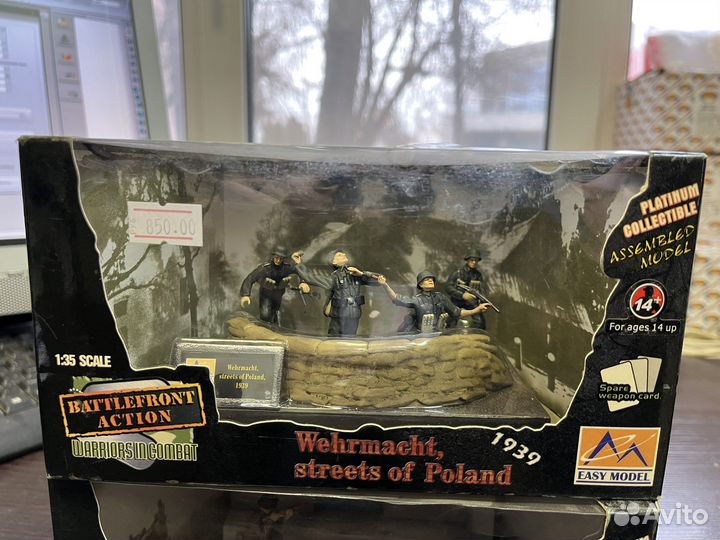 850.00
PLATINUM
COLLECTIBLE
ASSEMBLED
MODEL
14+
For ages 14 up
1:35 SCALE
Wehrmacht,
streets of Poland,
1939
Spare
weapon card.
BATTLEFRONT
ACTION
WARRIORS IN COMBAT
Wehrmacht,
streets of Poland
1939
EASY MODEL
Avito